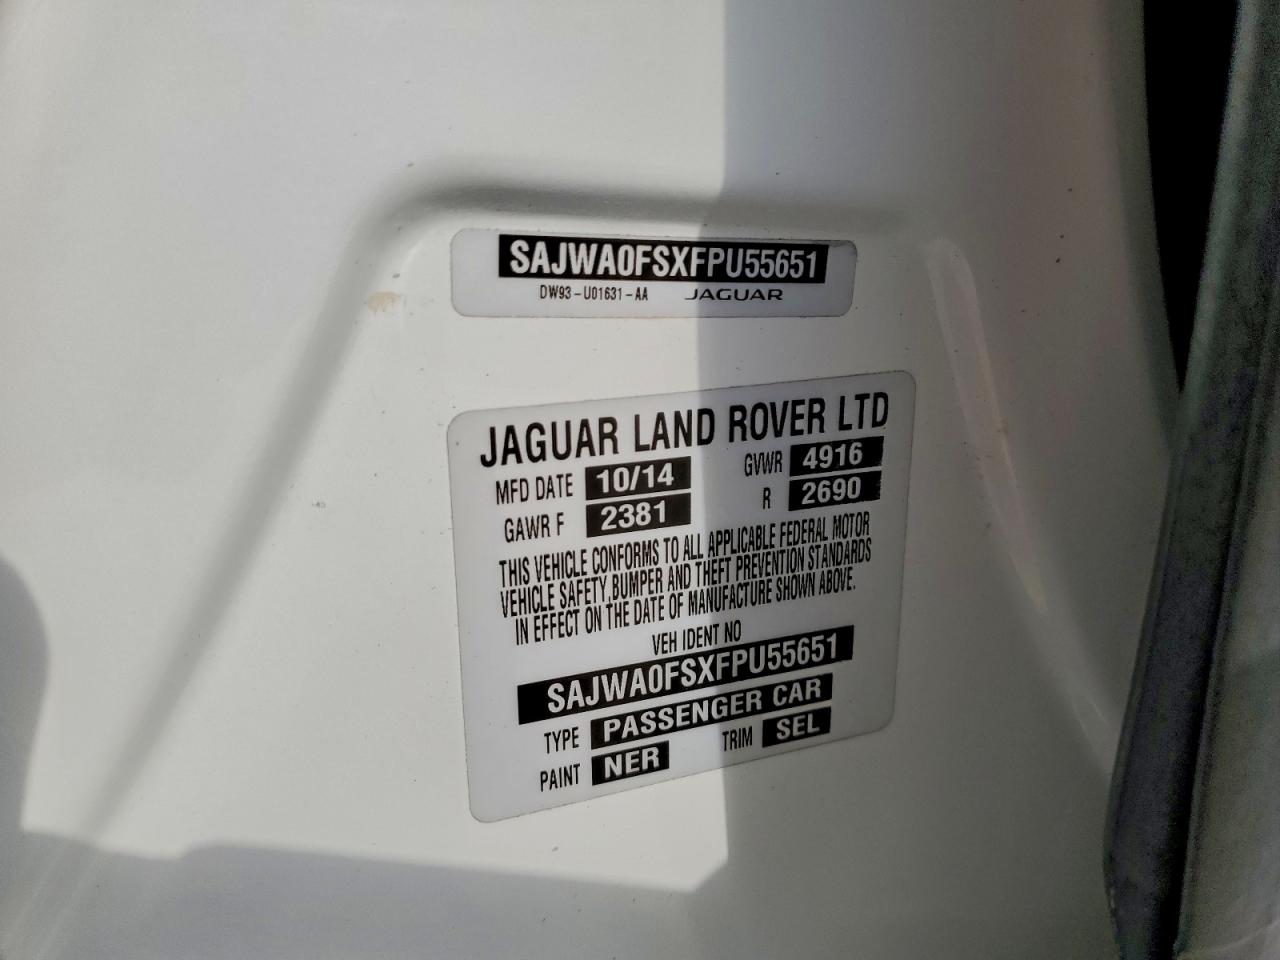 SAJWA0FSXFPU55651
DW93-U01631-AA JAGUAR
JAGUAR LAND ROVER LTD
MFD DATE 10/14 GVWR 4916
GAWR F 2381 R 2690
THIS VEHICLE CONFORMS TO ALL APPLICABLE FEDERAL MOTOR
VEHICLE SAFETY, BUMPER AND THEFT PREVENTION STANDARDS
IN EFFECT ON THE DATE OF MANUFACTURE SHOWN ABOVE.
VEH IDENT NO
SAJWA0FSXFPU55651
TYPE PASSENGER CAR
PAINT NER TRIM SEL